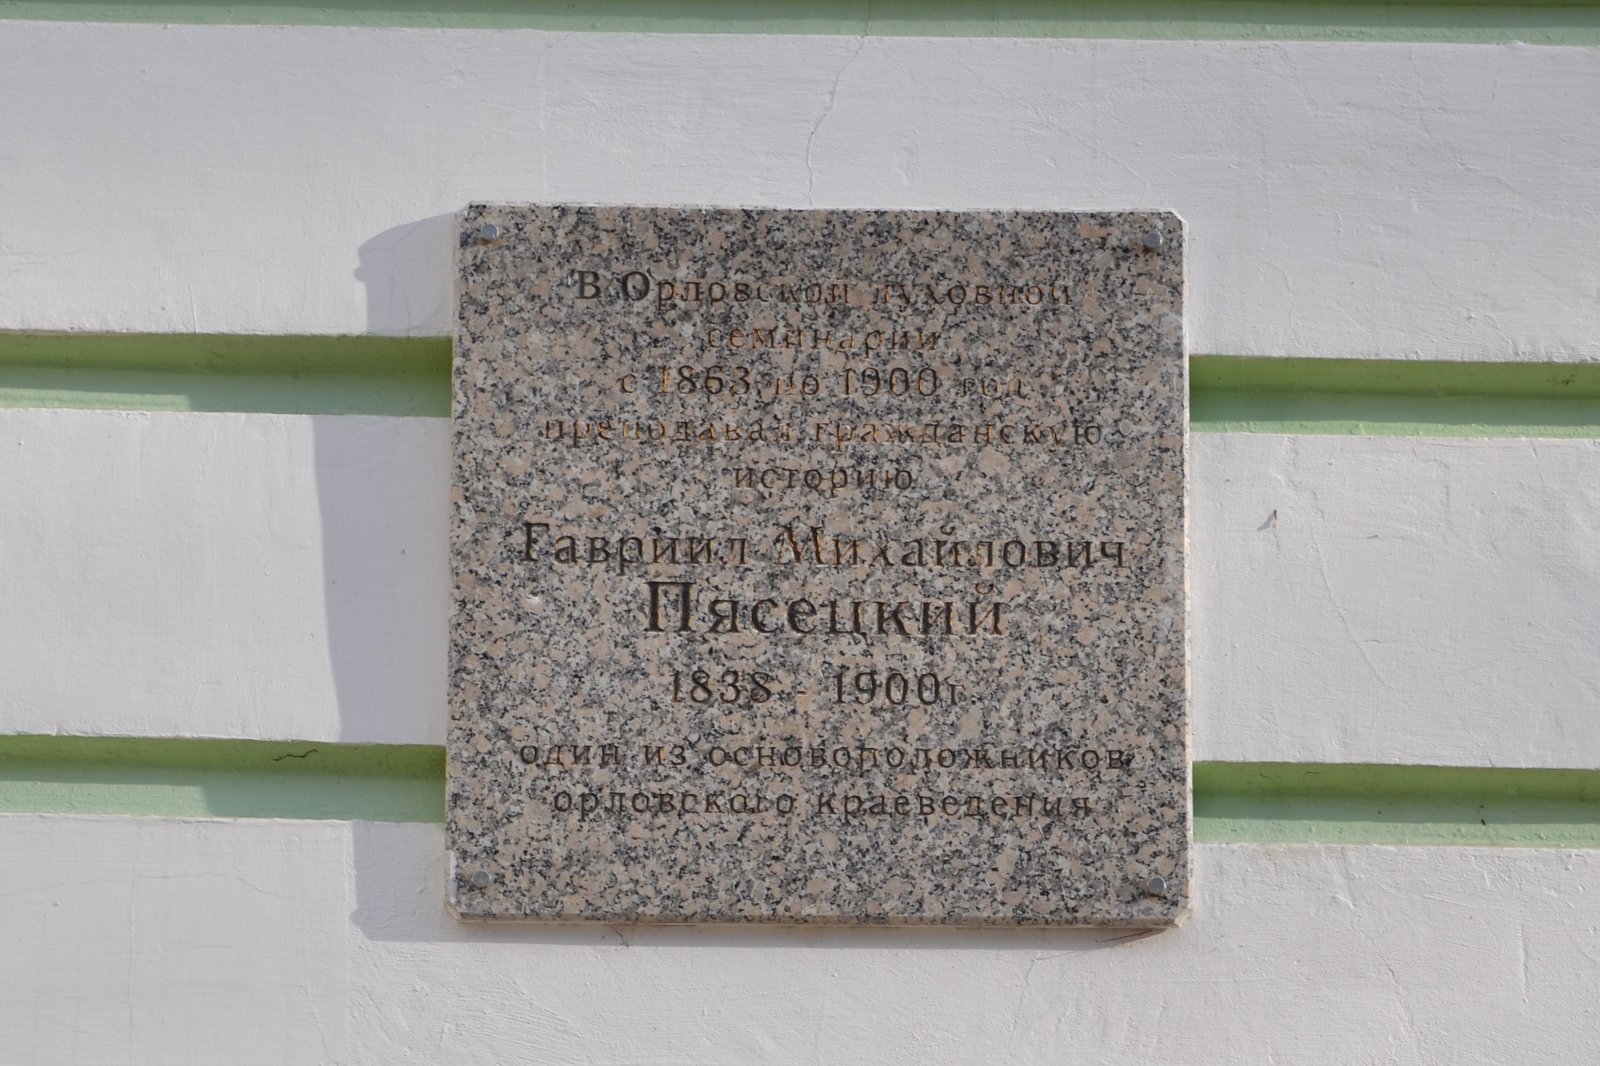 В Орловской духовной
семинарии
с 1863 по 1900 год
преподавал гражданскую
историю
Гавриил Михайлович
Пясецкий
1838 - 1900г.
один из основоположников
орловского краеведения